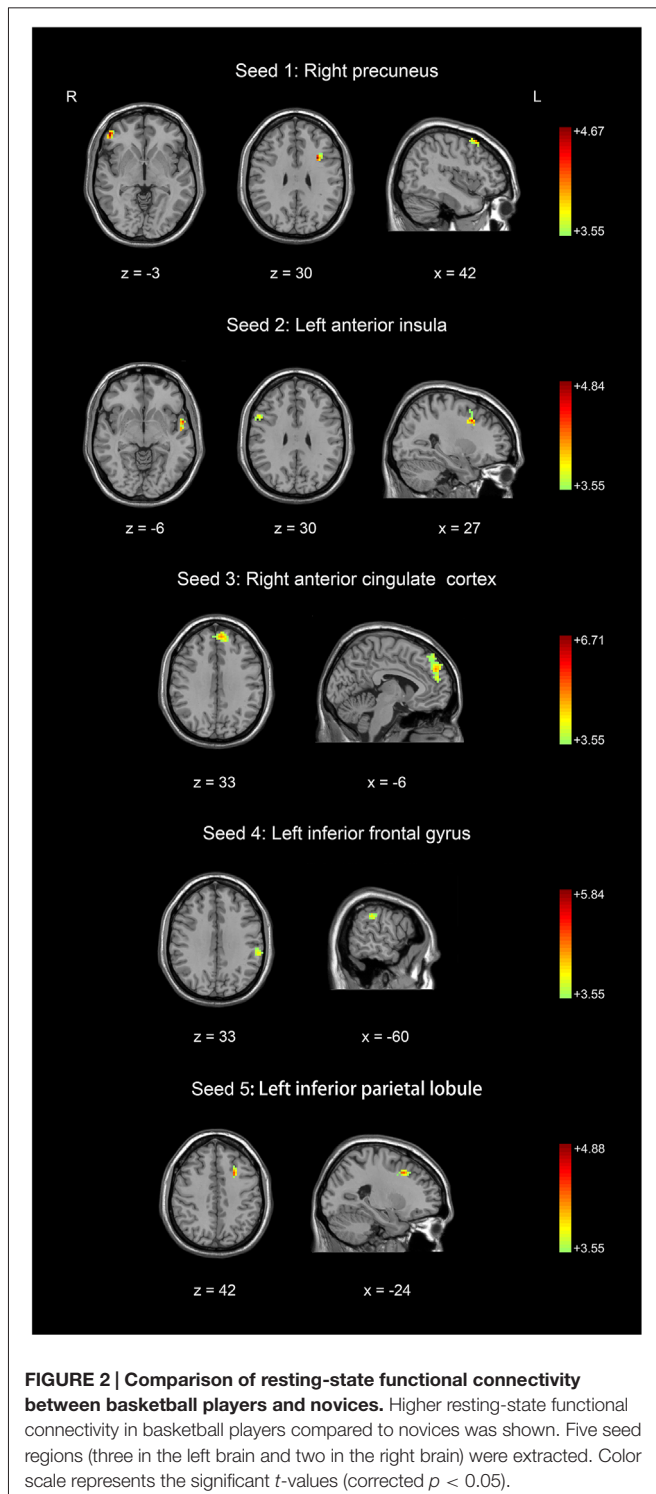 Seed 1: Right precuneus
R L
+4.67
+3.55
z = -3 z = 30 x = 42
Seed 2: Left anterior insula
+4.84
+3.55
z = -6 z = 30 x = 27
Seed 3: Right anterior cingulate cortex
+6.71
+3.55
z = 33 x = -6
Seed 4: Left inferior frontal gyrus
+5.84
+3.55
z = 33 x = -60
Seed 5: Left inferior parietal lobule
+4.88
+3.55
z = 42 x = -24
FIGURE 2 | Comparison of resting-state functional connectivity
between basketball players and novices. Higher resting-state functional
connectivity in basketball players compared to novices was shown. Five seed
regions (three in the left brain and two in the right brain) were extracted. Color
scale represents the significant t-values (corrected p < 0.05).